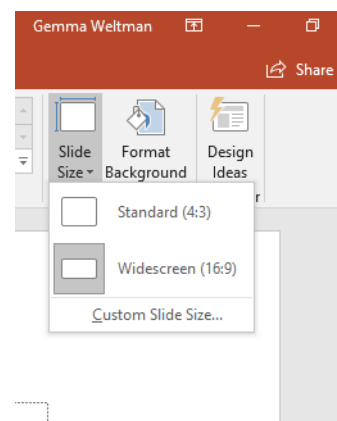 Gemma Weltman
Share
Slide Size
Format Background
Design Ideas
r
Standard (4:3)
Widescreen (16:9)
Custom Slide Size...